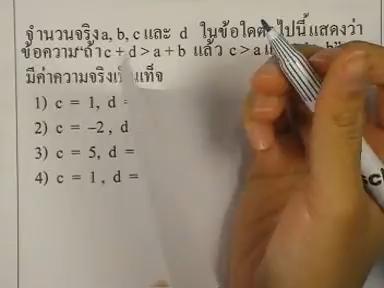 จำนวนจริง a, b, c และ d ในข้อใดต่อไปนี้แสดงว่า
ข้อความ "ถ้า c + d > a + b แล้ว c > a b"
มีค่าความจริงเป็นเท็จ
1) c = 1, d =
2) c = –2 , d
3) c = 5, d =
4) c = 1 , d =